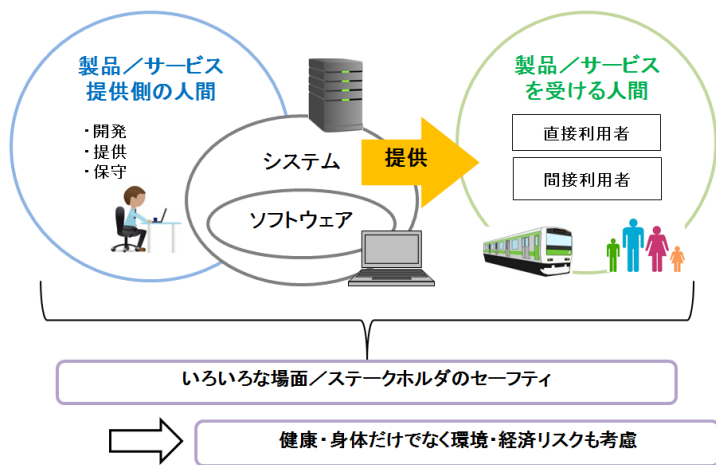 製品／サービス
提供側の人間
・開発
・提供
・保守
システム
ソフトウェア
提供
製品／サービス
を受ける人間
直接利用者
間接利用者
いろいろな場面／ステークホルダのセーフティ
健康・身体だけでなく環境・経済リスクも考慮